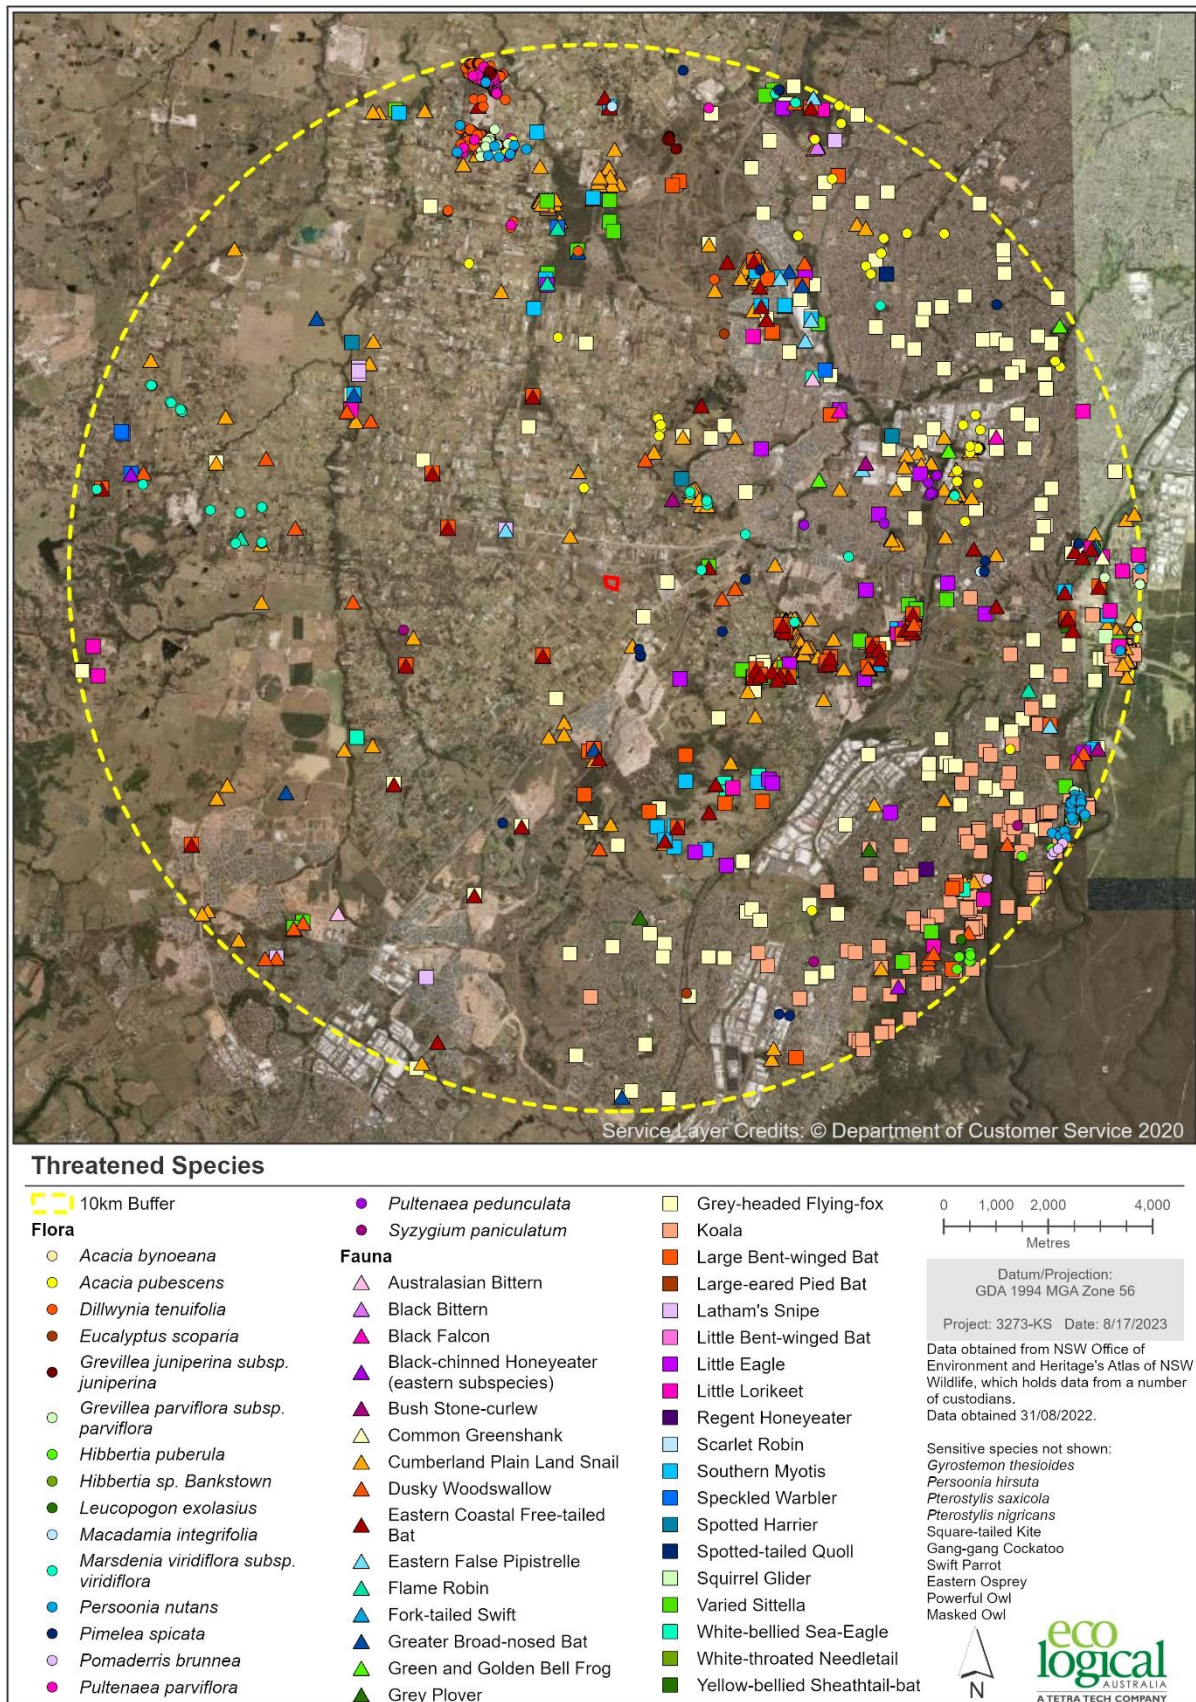 Service Layer Credits: © Department of Customer Service 2020
Threatened Species
10km Buffer
Flora
Acacia bynoeana
Acacia pubescens
Dillwynia tenuifolia
Eucalyptus scoparia
Grevillea juniperina subsp.
juniperina
Grevillea parviflora subsp.
parviflora
Hibbertia puberula
Hibbertia sp. Bankstown
Leucopogon exolasius
Macadamia integrifolia
Marsdenia viridiflora subsp.
viridiflora
Persoonia nutans
Pimelea spicata
Pomaderris brunnea
Pultenaea parviflora
Pultenaea pedunculata
Syzygium paniculatum
Fauna
Australasian Bittern
Black Bittern
Black Falcon
Black-chinned Honeyeater
(eastern subspecies)
Bush Stone-curlew
Common Greenshank
Cumberland Plain Land Snail
Dusky Woodswallow
Eastern Coastal Free-tailed
Bat
Eastern False Pipistrelle
Flame Robin
Fork-tailed Swift
Greater Broad-nosed Bat
Green and Golden Bell Frog
Grey Plover
Grey-headed Flying-fox
Koala
Large Bent-winged Bat
Large-eared Pied Bat
Latham's Snipe
Little Bent-winged Bat
Little Eagle
Little Lorikeet
Regent Honeyeater
Scarlet Robin
Southern Myotis
Speckled Warbler
Spotted Harrier
Spotted-tailed Quoll
Squirrel Glider
Varied Sittella
White-bellied Sea-Eagle
White-throated Needletail
Yellow-bellied Sheathtail-bat
0 1,000 2,000 4,000
Metres
Datum/Projection:
GDA 1994 MGA Zone 56
Project: 3273-KS Date: 8/17/2023
Data obtained from NSW Office of
Environment and Heritage's Atlas of NSW
Wildlife, which holds data from a number
of custodians.
Data obtained 31/08/2022.
Sensitive species not shown:
Gyrostemon thesioides
Persoonia hirsuta
Pterostylis saxicola
Pterostylis nigricans
Square-tailed Kite
Gang-gang Cockatoo
Swift Parrot
Eastern Osprey
Powerful Owl
Masked Owl
N
eco
logical
AUSTRALIA
A TETRA TECH COMPANY